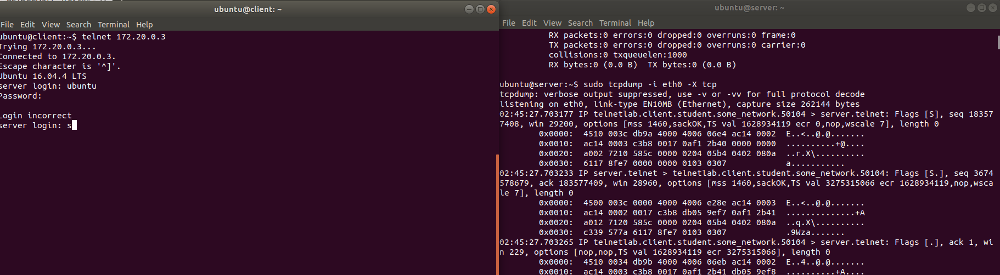 ubuntu@client: ~
File Edit View Search Terminal Help
ubuntu@client:~$ telnet 172.20.0.3
Trying 172.20.0.3...
Connected to 172.20.0.3.
Escape character is '^]'.
Ubuntu 16.04.4 LTS
server login: ubuntu
Password:
Login incorrect
server login: s
ubuntu@server: ~
File Edit View Search Terminal Help
RX packets:0 errors:0 dropped:0 overruns:0 frame:0
TX packets:0 errors:0 dropped:0 overruns:0 carrier:0
collisions:0 txqueuelen:1000
RX bytes:0 (0.0 B)  TX bytes:0 (0.0 B)
ubuntu@server:~$ sudo tcpdump -i eth0 -X tcp
tcpdump: verbose output suppressed, use -v or -vv for full protocol decode
listening on eth0, link-type EN10MB (Ethernet), capture size 262144 bytes
02:45:27.703177 IP telnetlab.client.student.some_network.50104 > server.telnet: Flags [S], seq 18357
7408, win 29200, options [mss 1460,sackOK,TS val 1628934119 ecr 0,nop,wscale 7], length 0
0x0000:  4510 003c db9a 4000 4006 06e4 ac14 0002  E..<..@.@.......
0x0010:  ac14 0003 c3b8 0017 0af1 2b40 0000 0000  ..........+@....
0x0020:  a002 7210 585c 0000 0204 05b4 0402 080a  ..r.X\..........
0x0030:  6117 8fe7 0000 0000 0103 0307  a...........
02:45:27.703233 IP server.telnet > telnetlab.client.student.some_network.50104: Flags [S.], seq 3674
578679, ack 183577409, win 28960, options [mss 1460,sackOK,TS val 3275315066 ecr 1628934119,nop,wsca
le 7], length 0
0x0000:  4500 003c 0000 4000 4006 e28e ac14 0003  E..<..@.@.......
0x0010:  ac14 0002 0017 c3b8 db05 9ef7 0af1 2b41  ..............+A
0x0020:  a012 7120 585c 0000 0204 05b4 0402 080a  ..q.X\..........
0x0030:  c339 577a 6117 8fe7 0103 0307  .9Wza.......
02:45:27.703265 IP telnetlab.client.student.some_network.50104 > server.telnet: Flags [.], ack 1, wi
n 229, options [nop,nop,TS val 1628934119 ecr 3275315066], length 0
0x0000:  4510 0034 db9b 4000 4006 06eb ac14 0002  E..4..@.@.......
0x0010:  ac14 0003 c3b8 0017 0af1 2b41 db05 9ef8  ..........+A....